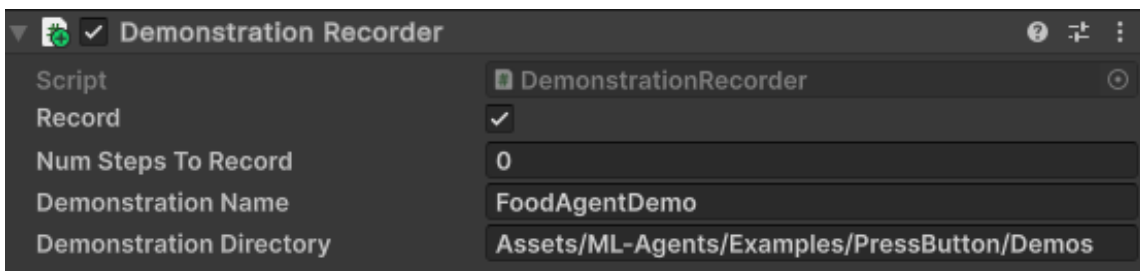 Demonstration Recorder
Script DemonstrationRecorder
Record
Num Steps To Record 0
Demonstration Name FoodAgentDemo
Demonstration Directory Assets/ML-Agents/Examples/PressButton/Demos